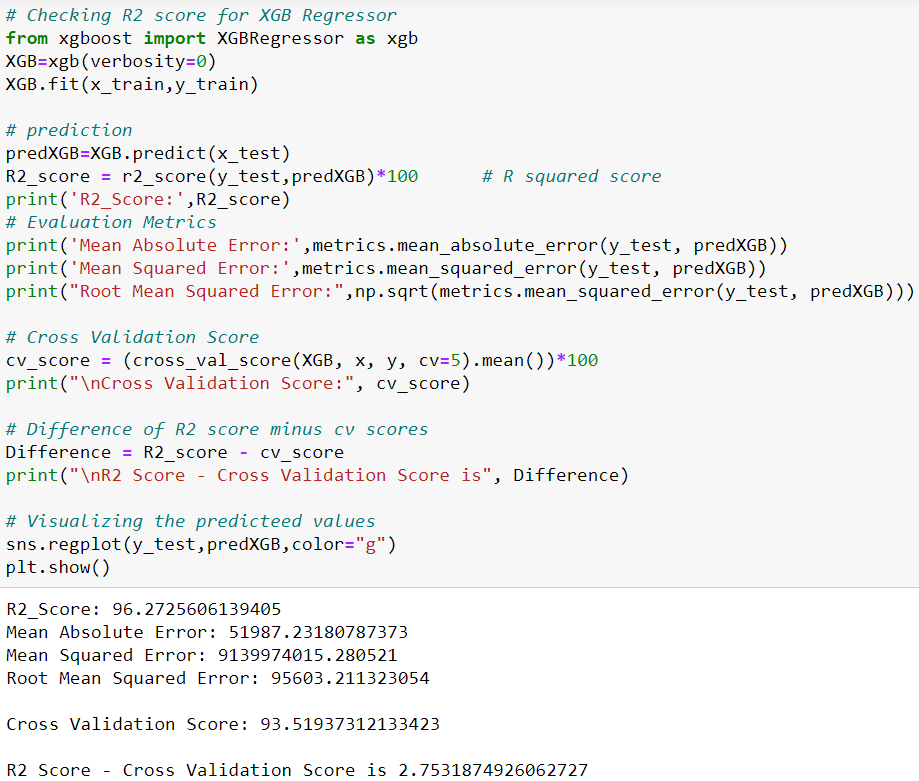 # Checking R2 score for XGB Regressor
from xgboost import XGBRegressor as xgb
XGB=xgb(verbosity=0)
XGB.fit(x_train,y_train)
# prediction
predXGB=XGB.predict(x_test)
R2_score = r2_score(y_test,predXGB)*100      # R squared score
print('R2_Score:',R2_score)
# Evaluation Metrics
print('Mean Absolute Error:',metrics.mean_absolute_error(y_test, predXGB))
print('Mean Squared Error:',metrics.mean_squared_error(y_test, predXGB))
print("Root Mean Squared Error:",np.sqrt(metrics.mean_squared_error(y_test, predXGB)))
# Cross Validation Score
cv_score = (cross_val_score(XGB, x, y, cv=5).mean())*100
print("\nCross Validation Score:", cv_score)
# Difference of R2 score minus cv scores
Difference = R2_score - cv_score
print("\nR2 Score - Cross Validation Score is", Difference)
# Visualizing the predicteed values
sns.regplot(y_test,predXGB,color="g")
plt.show()
R2_Score: 96.2725606139405
Mean Absolute Error: 51987.23180787373
Mean Squared Error: 9139974015.280521
Root Mean Squared Error: 95603.211323054
Cross Validation Score: 93.51937312133423
R2 Score - Cross Validation Score is 2.7531874926062727